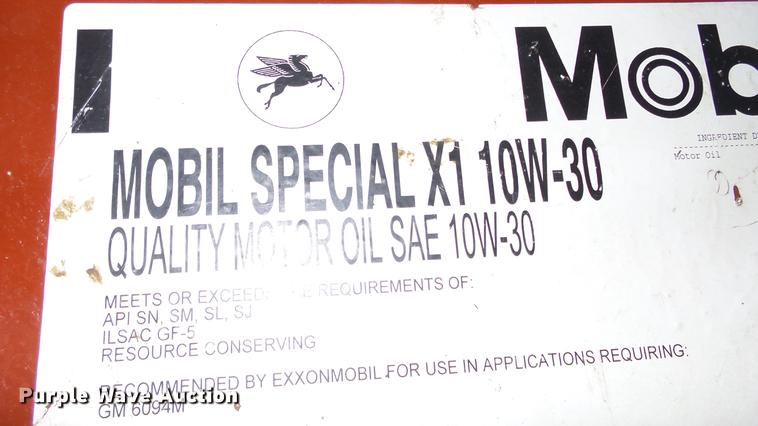 Mob
INGREDIENT D
Motor Oil
MOBIL SPECIAL X1 10W-30
QUALITY MOTOR OIL SAE 10W-30
MEETS OR EXCEED REQUIREMENTS OF:
API SN, SM, SL, SJ
ILSAC GF-5
RESOURCE CONSERVING
RECOMMENDED BY EXXONMOBIL FOR USE IN APPLICATIONS REQUIRING:
GM 6094M
Purple Wave Auction